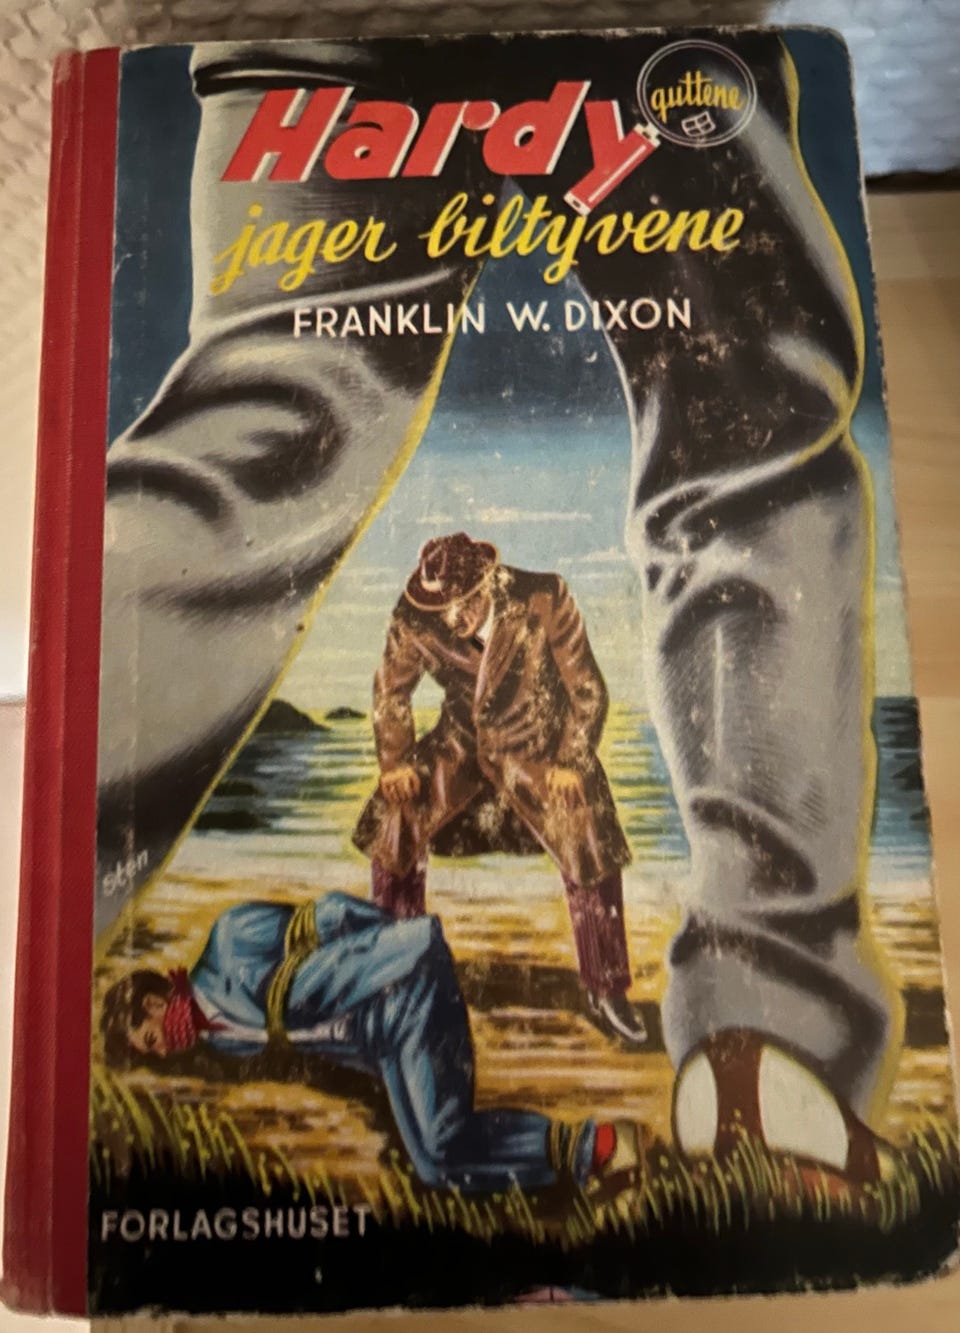 Hardy guttene
jager biltyvene
FRANKLIN W. DIXON
sten
FORLAGSHUSET